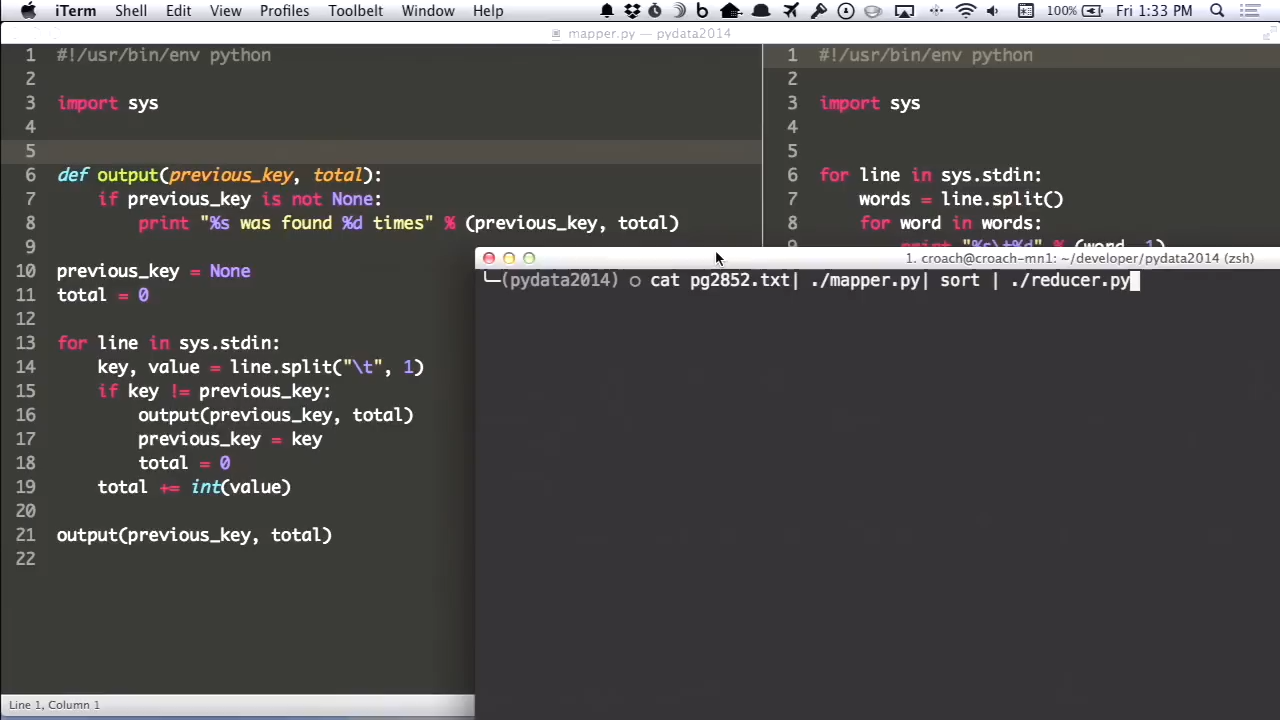 iTerm Shell Edit View Profiles Toolbelt Window Help 100% Fri 1:33 PM
mapper.py — pydata2014
1 #!/usr/bin/env python
2
3 import sys
4
5
6 def output(previous_key, total):
7 if previous_key is not None:
8 print "%s was found %d times" % (previous_key, total)
9
10 previous_key = None
11 total = 0
12
13 for line in sys.stdin:
14 key, value = line.split("\t", 1)
15 if key != previous_key:
16 output(previous_key, total)
17 previous_key = key
18 total = 0
19 total += int(value)
20
21 output(previous_key, total)
22
Line 1, Column 1
1 #!/usr/bin/env python
2
3 import sys
4
5
6 for line in sys.stdin:
7 words = line.split()
8 for word in words:
9 print "%s\t%d" % (word, 1)
1. croach@croach-mn1: ~/developer/pydata2014 (zsh)
(pydata2014) ○ cat pg2852.txt| ./mapper.py| sort | ./reducer.py